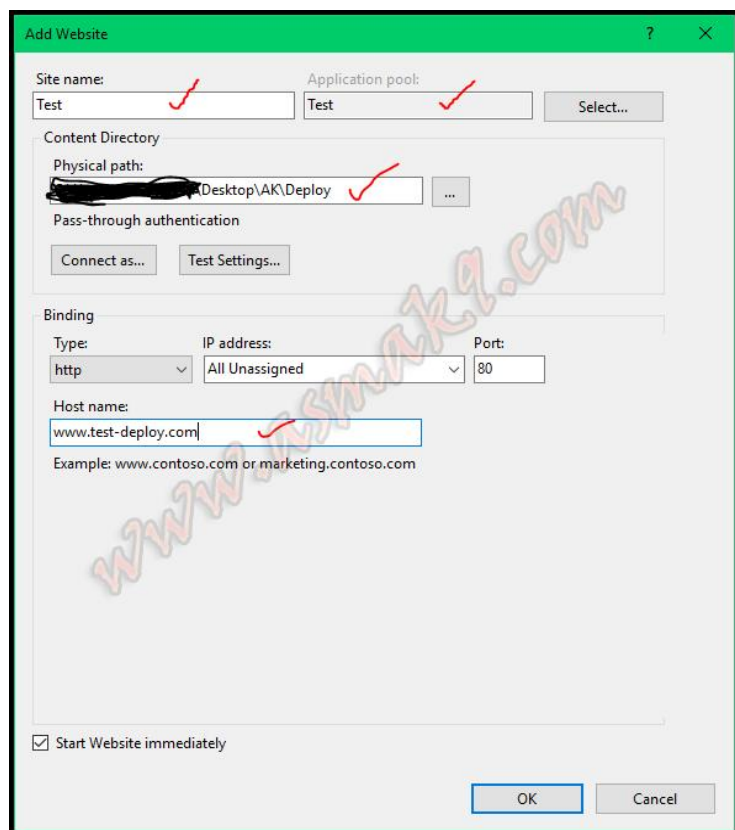 Add Website ? ×
Site name: Application pool:
Test Test Select...
Content Directory
Physical path:
\Desktop\AK\Deploy ...
Pass-through authentication
Connect as... Test Settings...
Binding
Type: IP address: Port:
http All Unassigned 80
Host name:
www.test-deploy.com
Example: www.contoso.com or marketing.contoso.com
www.asmak9.com
Start Website immediately
OK Cancel